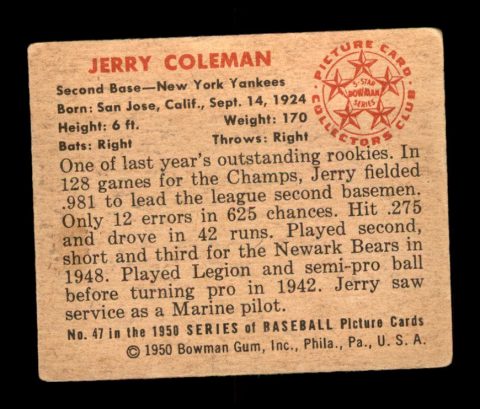 JERRY COLEMAN
Second Base—New York Yankees
Born: San Jose, Calif., Sept. 14, 1924
Height: 6 ft. Weight: 170
Bats: Right Throws: Right
PICTURE CARD
COLLECTORS CLUB
5-STAR
BOWMAN
SERIES
One of last year's outstanding rookies. In
128 games for the Champs, Jerry fielded
.981 to lead the league second basemen.
Only 12 errors in 625 chances. Hit .275
and drove in 42 runs. Played second,
short and third for the Newark Bears in
1948. Played Legion and semi-pro ball
before turning pro in 1942. Jerry saw
service as a Marine pilot.
No. 47 in the 1950 SERIES of BASEBALL Picture Cards
© 1950 Bowman Gum, Inc., Phila., Pa., U. S. A.